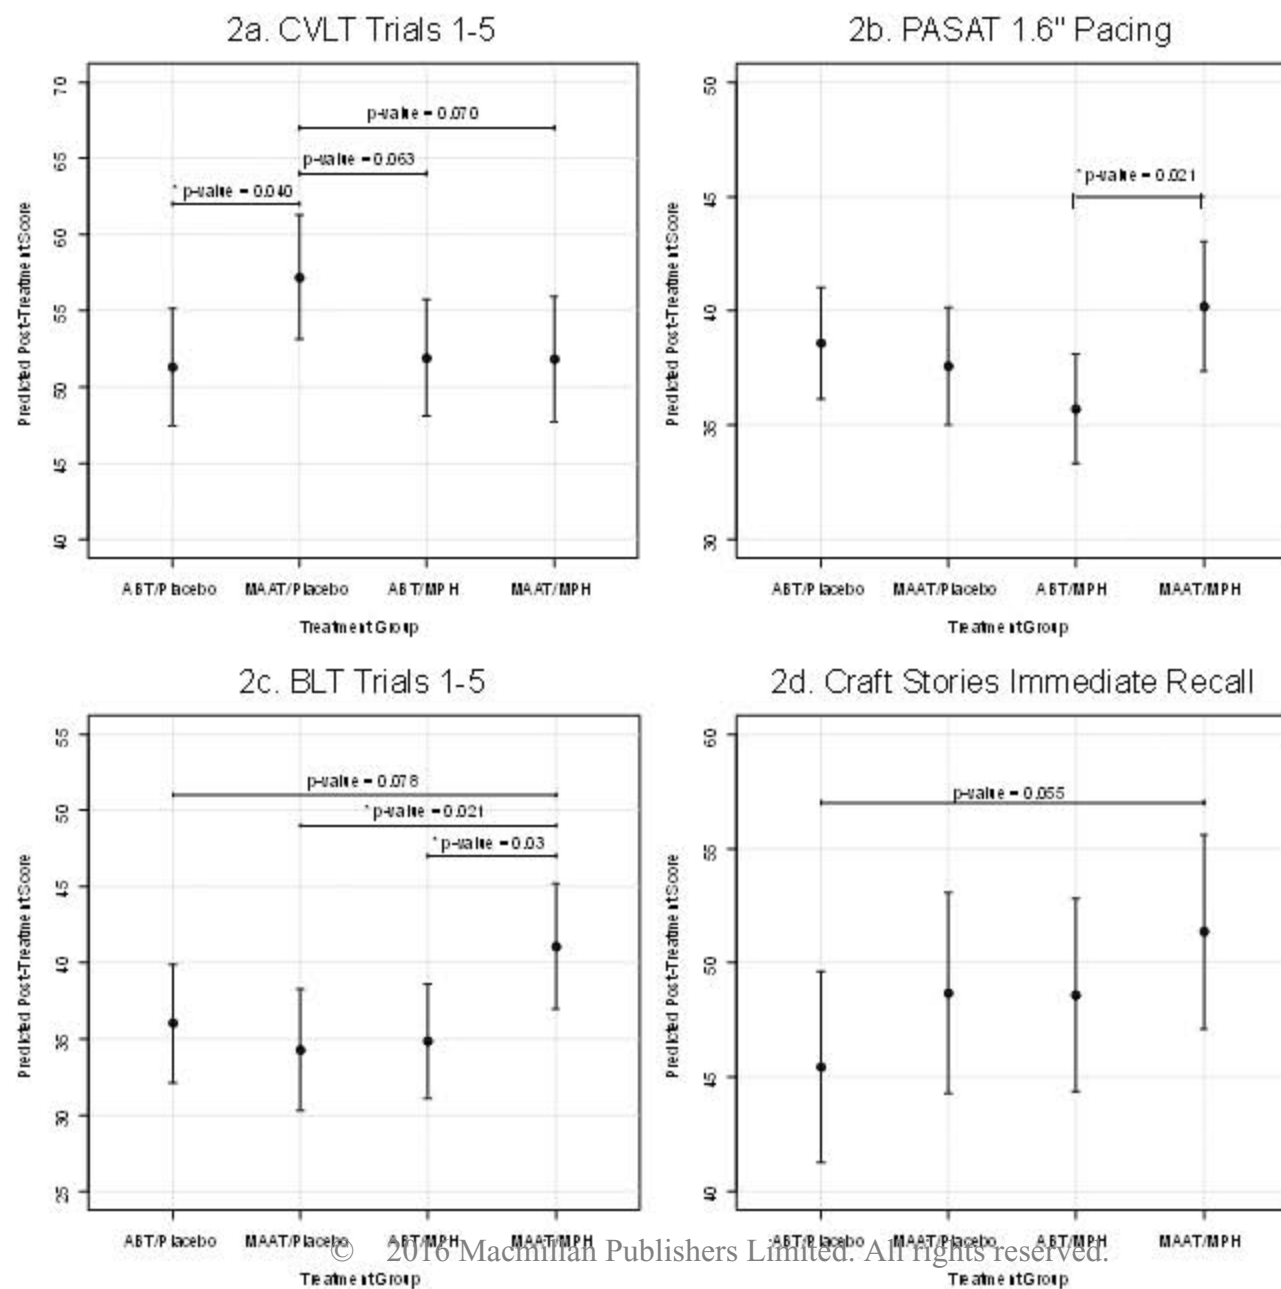 2a. CVLT Trials 1-5
70
65
60
55
50
45
40
Predicted Post-Treatment Score
p-value = 0.070
p-value = 0.063
* p-value = 0.040
ABT/Placebo MAAT/Placebo ABT/MPH MAAT/MPH
Treatment Group
2b. PASAT 1.6" Pacing
50
45
40
35
30
Predicted Post-Treatment Score
* p-value = 0.021
ABT/Placebo MAAT/Placebo ABT/MPH MAAT/MPH
Treatment Group
2c. BLT Trials 1-5
55
50
45
40
35
30
25
Predicted Post-Treatment Score
p-value = 0.078
* p-value = 0.021
* p-value = 0.03
ABT/Placebo MAAT/Placebo ABT/MPH MAAT/MPH
Treatment Group
2d. Craft Stories Immediate Recall
60
55
50
45
40
Predicted Post-Treatment Score
p-value = 0.055
ABT/Placebo MAAT/Placebo ABT/MPH MAAT/MPH
Treatment Group
© 2016 Macmillan Publishers Limited. All rights reserved.